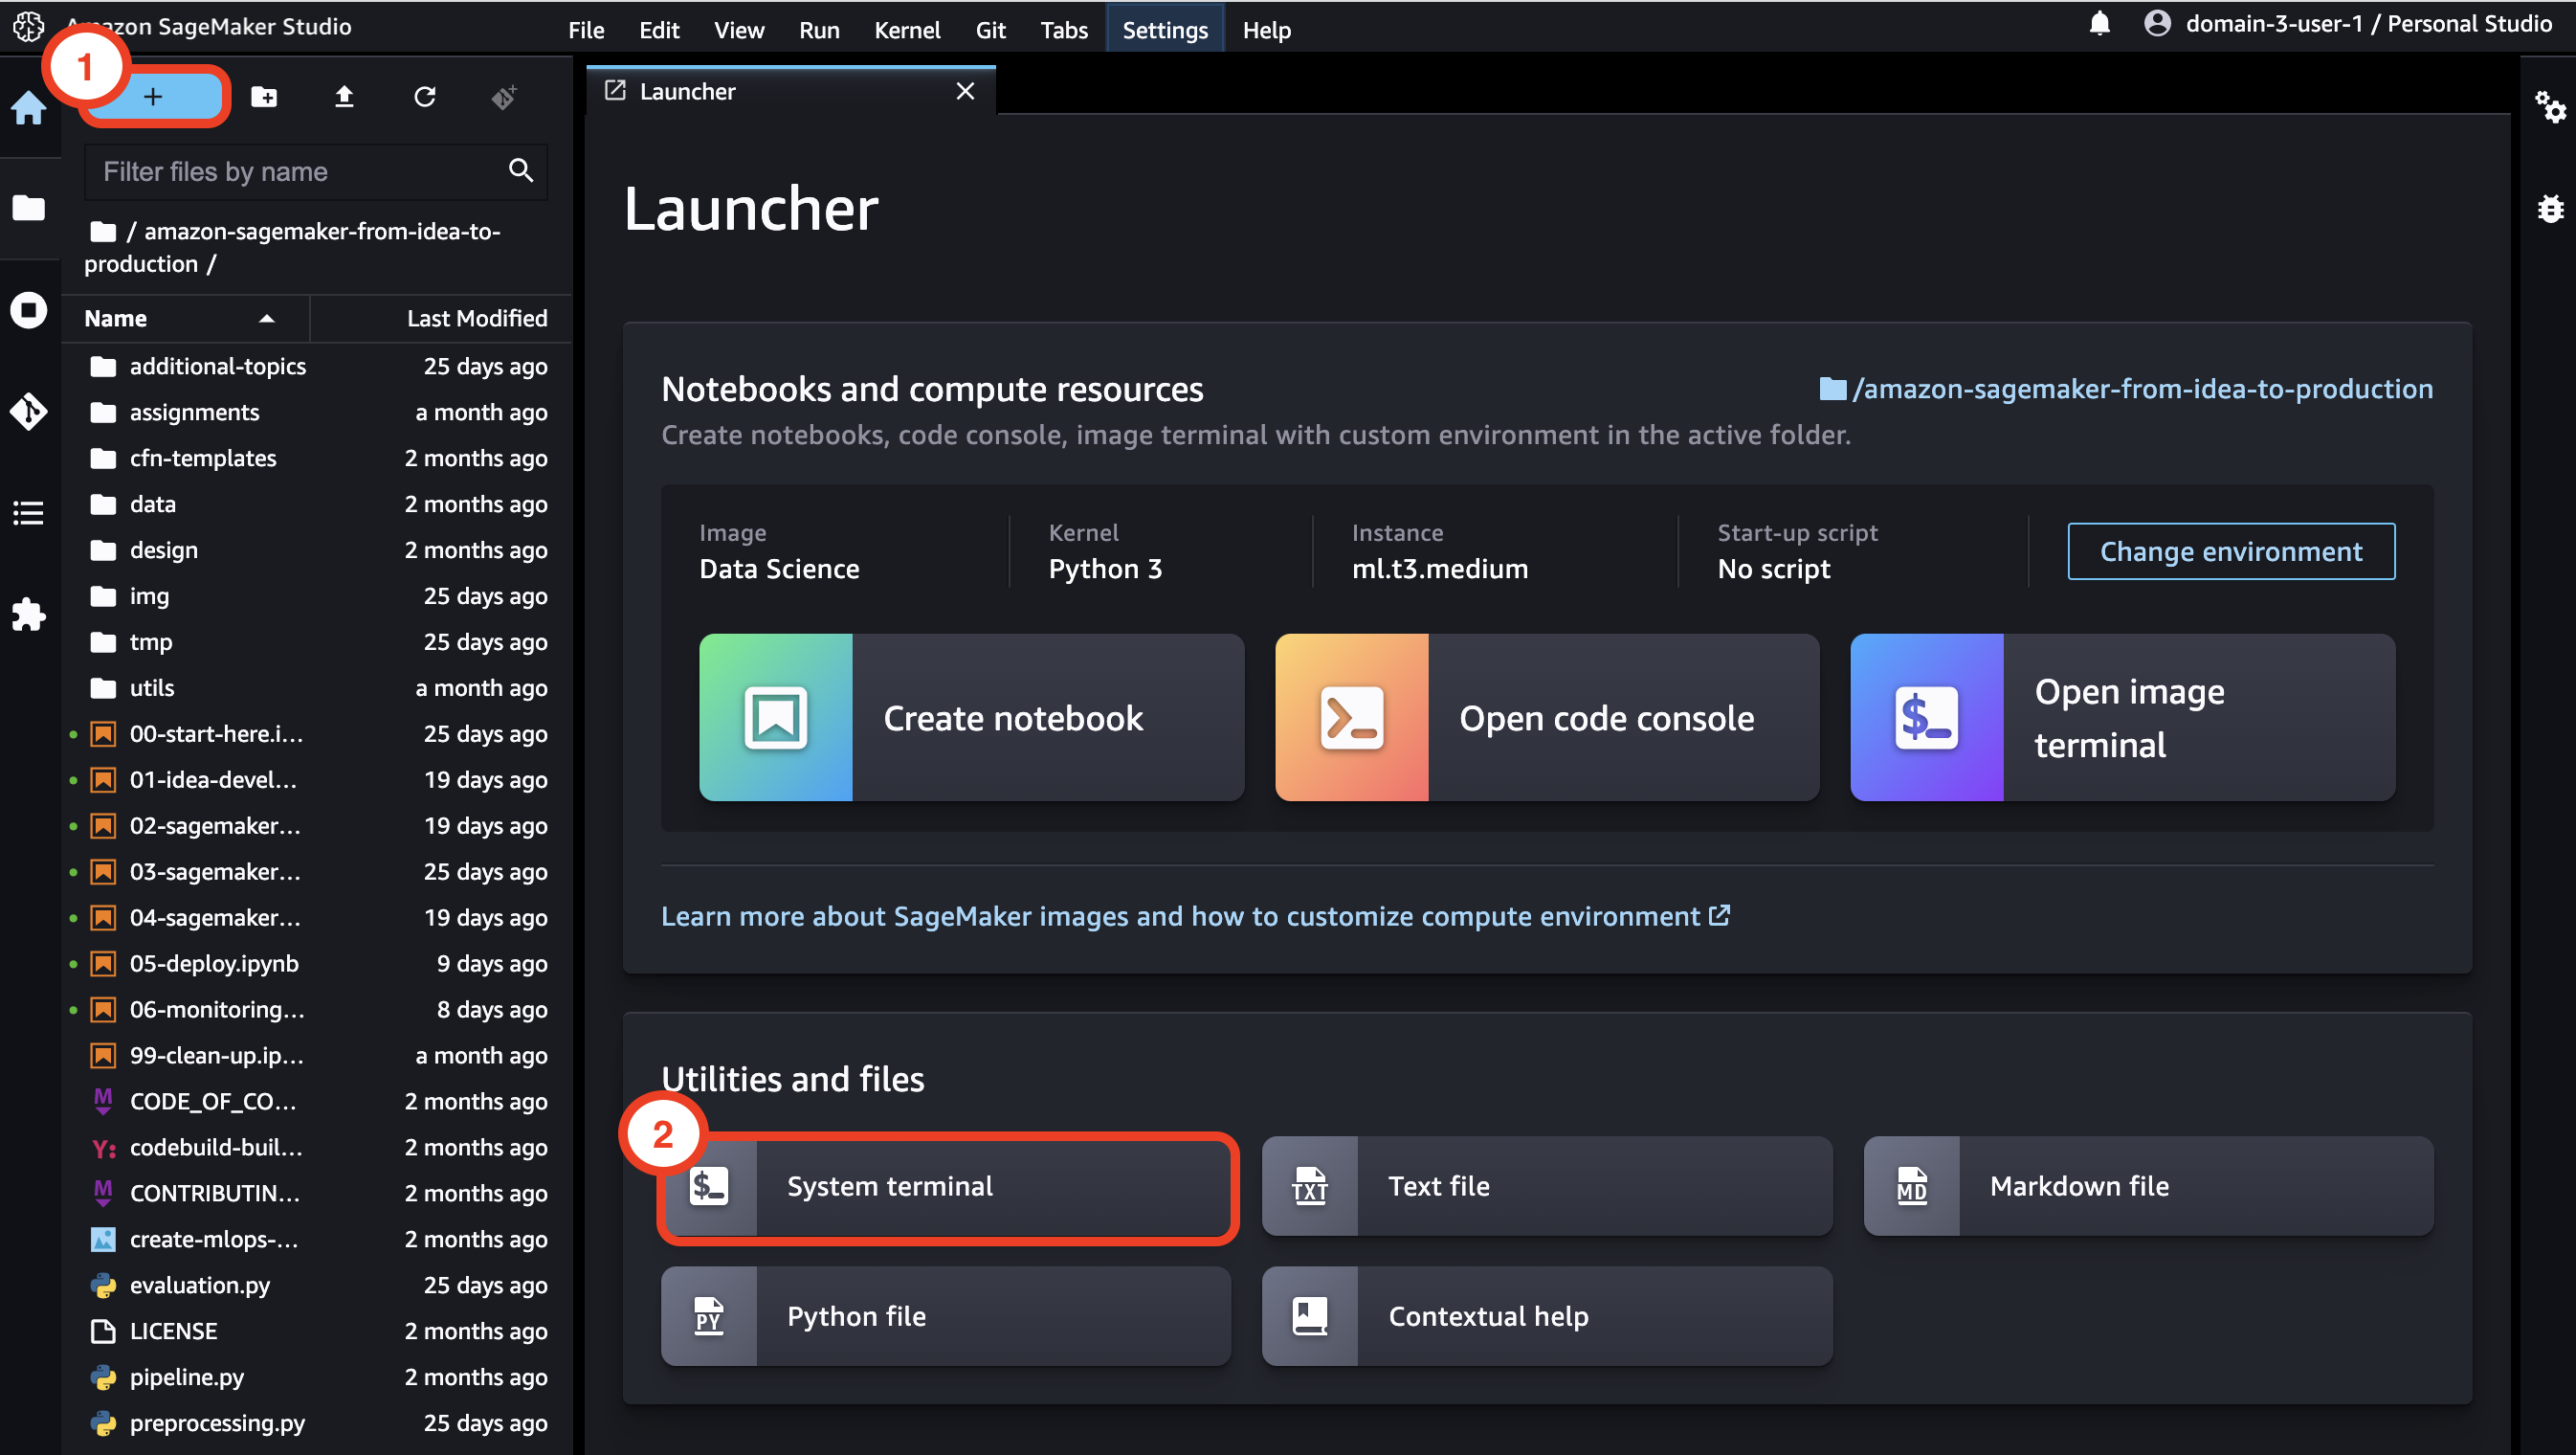 Amazon SageMaker Studio
File Edit View Run Kernel Git Tabs Settings Help
domain-3-user-1 / Personal Studio
1
+
Filter files by name
/ amazon-sagemaker-from-idea-to-
production /
Name Last Modified
additional-topics 25 days ago
assignments a month ago
cfn-templates 2 months ago
data 2 months ago
design 2 months ago
img 25 days ago
tmp 25 days ago
utils a month ago
00-start-here.i... 25 days ago
01-idea-devel... 19 days ago
02-sagemaker... 19 days ago
03-sagemaker... 25 days ago
04-sagemaker... 19 days ago
05-deploy.ipynb 9 days ago
06-monitoring... 8 days ago
99-clean-up.ip... a month ago
CODE_OF_CO... 2 months ago
codebuild-buil... 2 months ago
CONTRIBUTIN... 2 months ago
create-mlops-... 2 months ago
evaluation.py 25 days ago
LICENSE 2 months ago
pipeline.py 2 months ago
preprocessing.py 25 days ago
Launcher
Launcher
Notebooks and compute resources
/amazon-sagemaker-from-idea-to-production
Create notebooks, code console, image terminal with custom environment in the active folder.
Image Kernel Instance Start-up script
Data Science Python 3 ml.t3.medium No script
Change environment
Create notebook
Open code console
$_ Open image
terminal
Learn more about SageMaker images and how to customize compute environment
Utilities and files
2
$_ System terminal
TXT Text file
MD Markdown file
PY Python file
Contextual help